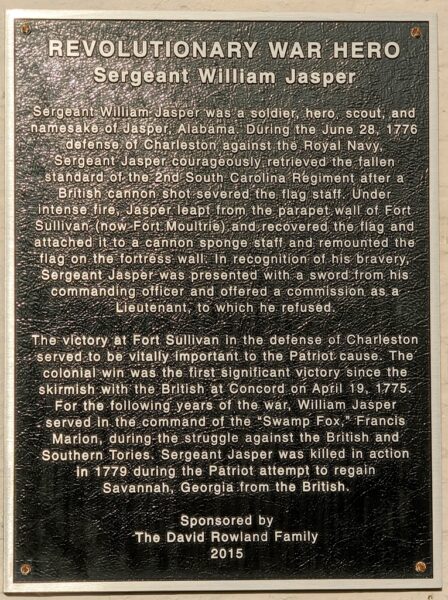 REVOLUTIONARY WAR HERO
Sergeant William Jasper
Sergeant William Jasper was a soldier, hero, scout, and
namesake of Jasper, Alabama. During the June 28, 1776
defense of Charleston against the Royal Navy,
Sergeant Jasper courageously retrieved the fallen
standard of the 2nd South Carolina Regiment after a
British cannon shot severed the flag staff. Under
intense fire, Jasper leapt from the parapet wall of Fort
Sullivan (now Fort Moultrie) and recovered the flag and
attached it to a cannon sponge staff and remounted the
flag on the fortress wall. In recognition of his bravery,
Sergeant Jasper was presented with a sword from his
commanding officer and offered a commission as a
Lieutenant, to which he refused.
The victory at Fort Sullivan in the defense of Charleston
served to be vitally important to the Patriot cause. The
colonial win was the first significant victory since the
skirmish with the British at Concord on April 19, 1775.
For the following years of the war, William Jasper
served in the command of the “Swamp Fox,” Francis
Marion, during the struggle against the British and
Southern Tories. Sergeant Jasper was killed in action
in 1779 during the Patriot attempt to regain
Savannah, Georgia from the British.
Sponsored by
The David Rowland Family
2015